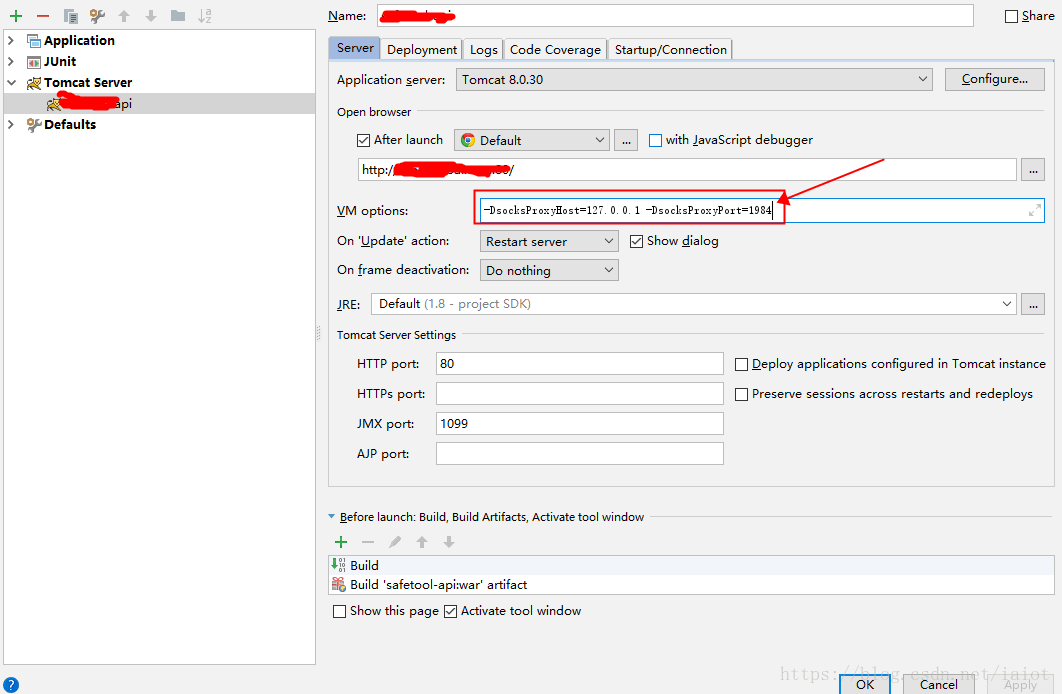 Name:
Share
Application
JUnit
Tomcat Server
api
Defaults
Server Deployment Logs Code Coverage Startup/Connection
Application server: Tomcat 8.0.30 Configure...
Open browser
After launch Default ... with JavaScript debugger
http:/ /
...
VM options: -DsocksProxyHost=127.0.0.1 -DsocksProxyPort=1984
On 'Update' action: Restart server Show dialog
On frame deactivation: Do nothing
JRE: Default (1.8 - project SDK) ...
Tomcat Server Settings
HTTP port: 80 Deploy applications configured in Tomcat instance
HTTPs port: Preserve sessions across restarts and redeploys
JMX port: 1099
AJP port:
Before launch: Build, Build Artifacts, Activate tool window
Build
Build 'safetool-api:war' artifact
Show this page Activate tool window
https://blog.csdn.net/iaiot
? OK Cancel Apply